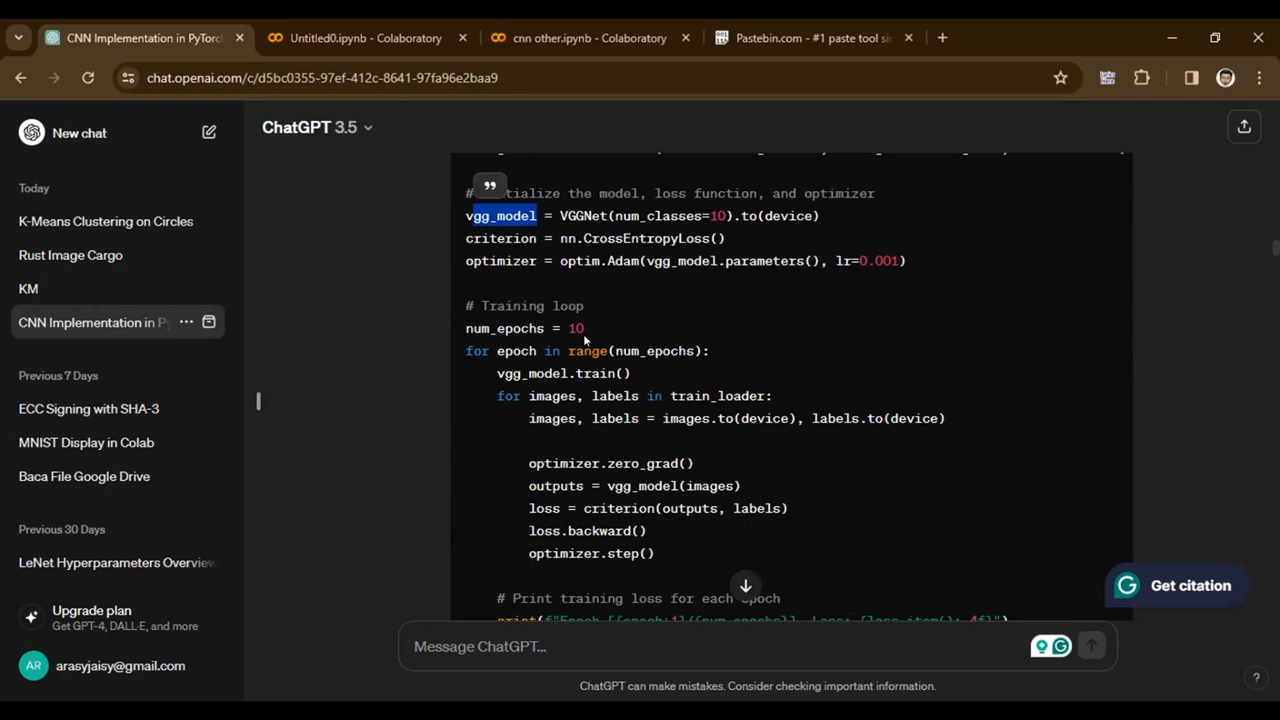 CNN Implementation in PyTorc
Untitled0.ipynb - Colaboratory
cnn other.ipynb - Colaboratory
Pastebin.com - #1 paste tool si
chat.openai.com/c/d5bc0355-97ef-412c-8641-97fa96e2baa9
New chat
ChatGPT 3.5
Today
K-Means Clustering on Circles
Rust Image Cargo
KM
CNN Implementation in P
Previous 7 Days
ECC Signing with SHA-3
MNIST Display in Colab
Baca File Google Drive
Previous 30 Days
LeNet Hyperparameters Overview
Upgrade plan
Get GPT-4, DALL·E, and more
AR
arasyjaisy@gmail.com
# itialize the model, loss function, and optimizer
vgg_model = VGGNet(num_classes=10).to(device)
criterion = nn.CrossEntropyLoss()
optimizer = optim.Adam(vgg_model.parameters(), lr=0.001)
# Training loop
num_epochs = 10
for epoch in range(num_epochs):
vgg_model.train()
for images, labels in train_loader:
images, labels = images.to(device), labels.to(device)
optimizer.zero_grad()
outputs = vgg_model(images)
loss = criterion(outputs, labels)
loss.backward()
optimizer.step()
# Print training loss for each epoch
Get citation
Message ChatGPT...
ChatGPT can make mistakes. Consider checking important information.
?